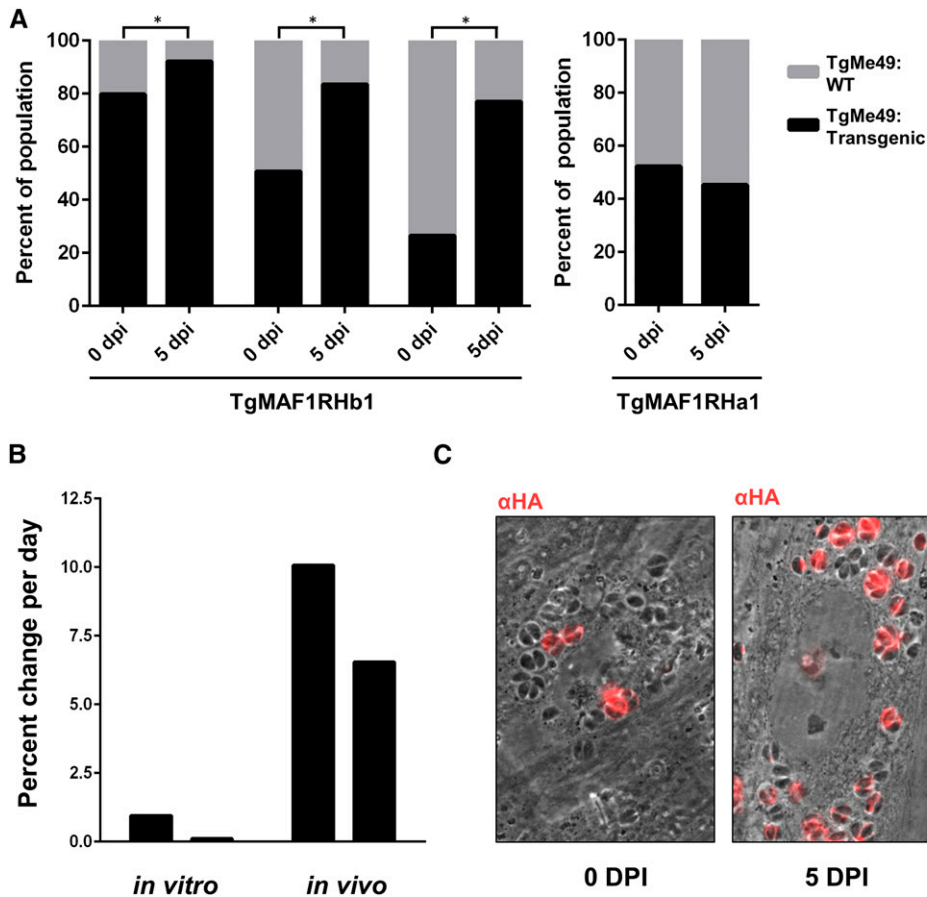 A
Percent of population
100
80
60
40
20
0
*
*
*
0 dpi
5 dpi
0 dpi
5 dpi
0 dpi
5dpi
TgMAF1RHb1
Percent of population
100
80
60
40
20
0
0 dpi
5 dpi
TgMAF1RHa1
TgMe49:
WT
TgMe49:
Transgenic
B
Percent change per day
12.5
10.0
7.5
5.0
2.5
0.0
in vitro
in vivo
C
αHA
αHA
0 DPI
5 DPI